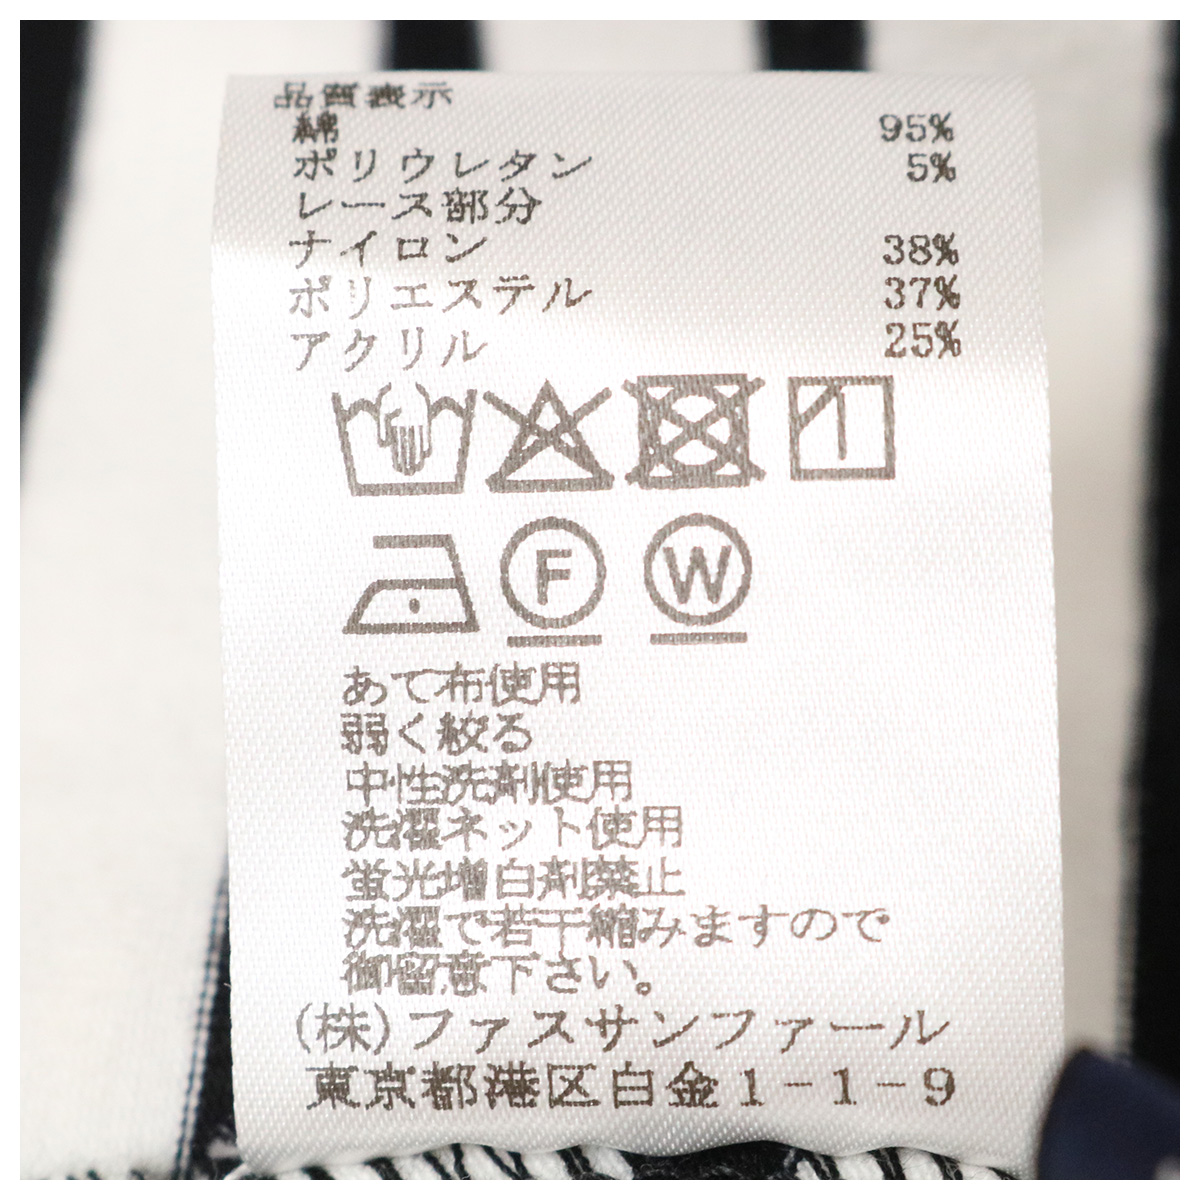 品質表示
綿 95%
ポリウレタン 5%
レース部分
ナイロン 38%
ポリエステル 37%
アクリル 25%
F W
あて布使用
弱く絞る
中性洗剤使用
洗濯ネット使用
蛍光増白剤禁止
洗濯で若干縮みますので
御留意下さい。
(株)ファスサンファール
東京都港区白金1-1-9